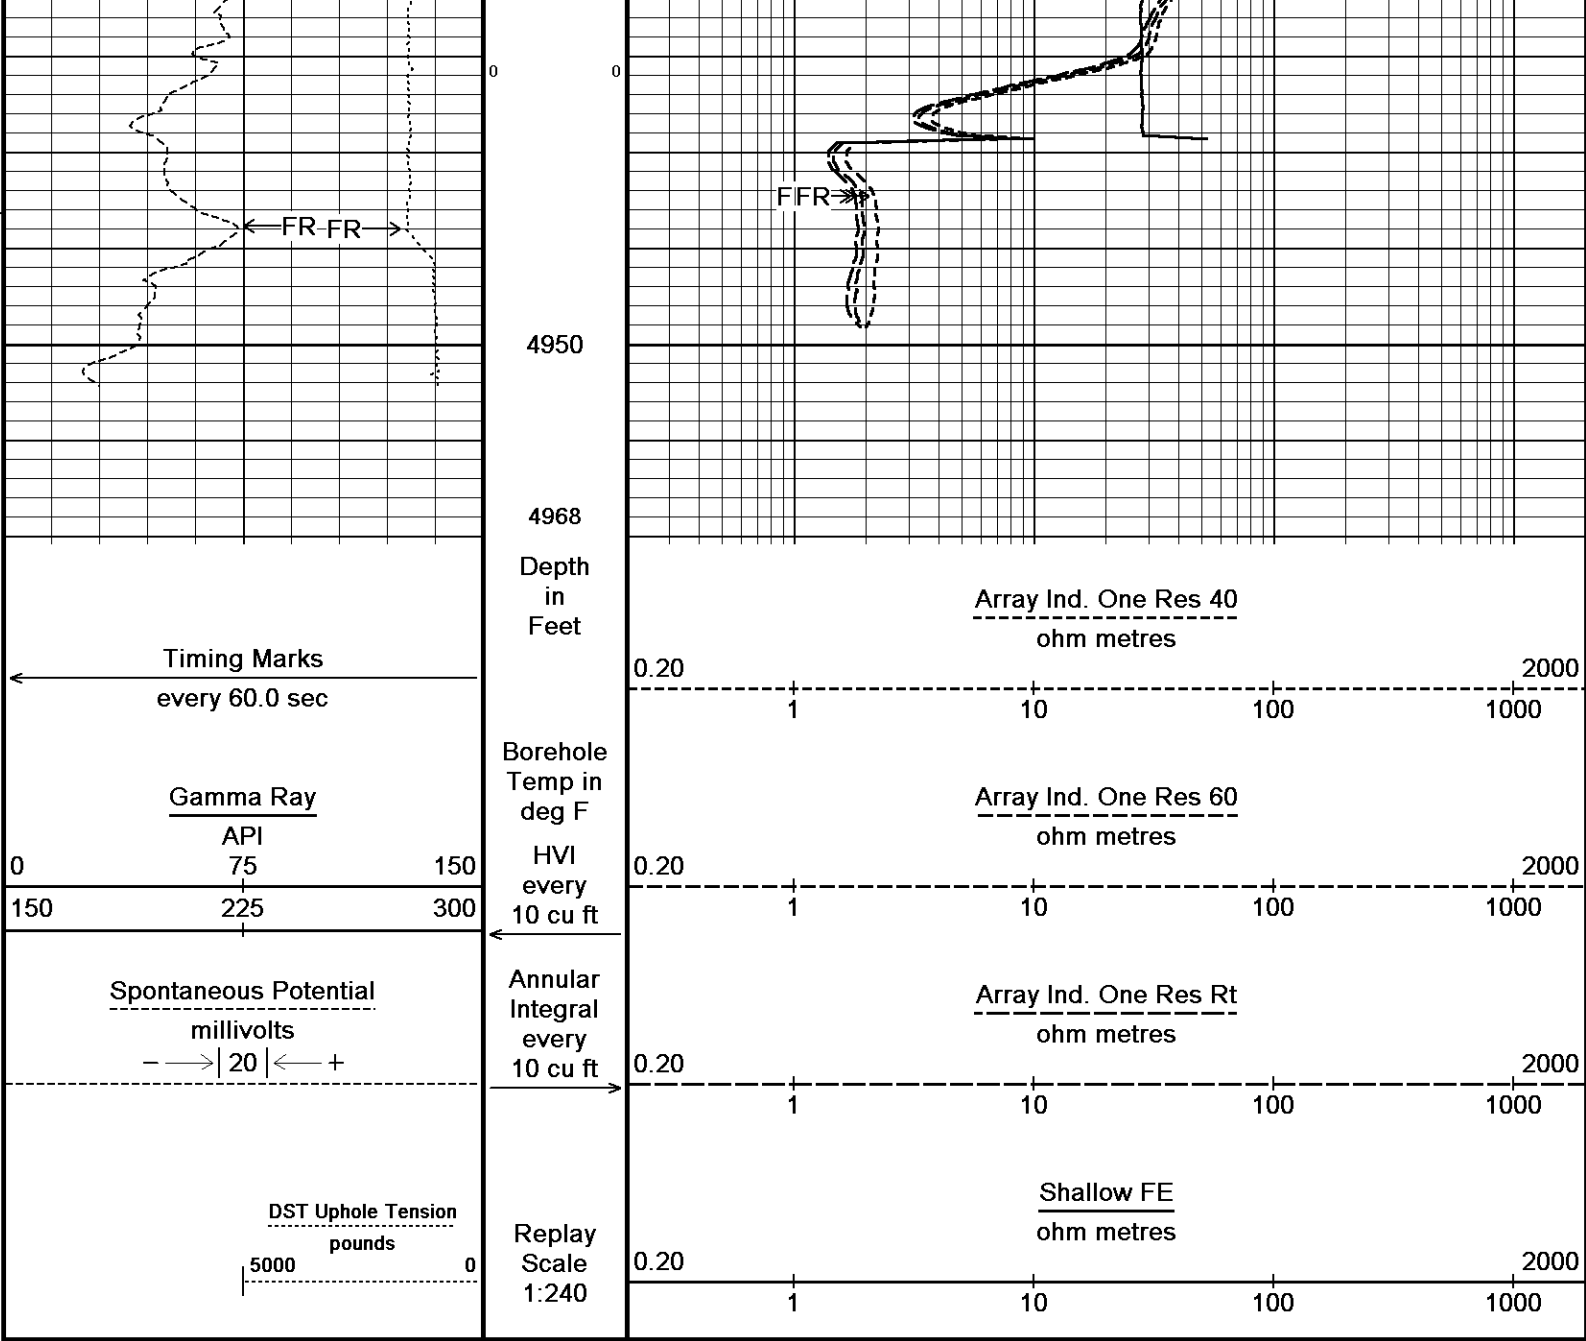 0 0
FR FR
F FR
4950
4968
Depth
in
Feet
Timing Marks
every 60.0 sec
Gamma Ray
API
0 75 150
150 225 300
Spontaneous Potential
millivolts
− 20 +
DST Uphole Tension
pounds
5000 0
Borehole
Temp in
deg F
HVI
every
10 cu ft
Annular
Integral
every
10 cu ft
Replay
Scale
1:240
Array Ind. One Res 40
ohm metres
0.20 2000
1 10 100 1000
Array Ind. One Res 60
ohm metres
0.20 2000
1 10 100 1000
Array Ind. One Res Rt
ohm metres
0.20 2000
1 10 100 1000
Shallow FE
ohm metres
0.20 2000
1 10 100 1000